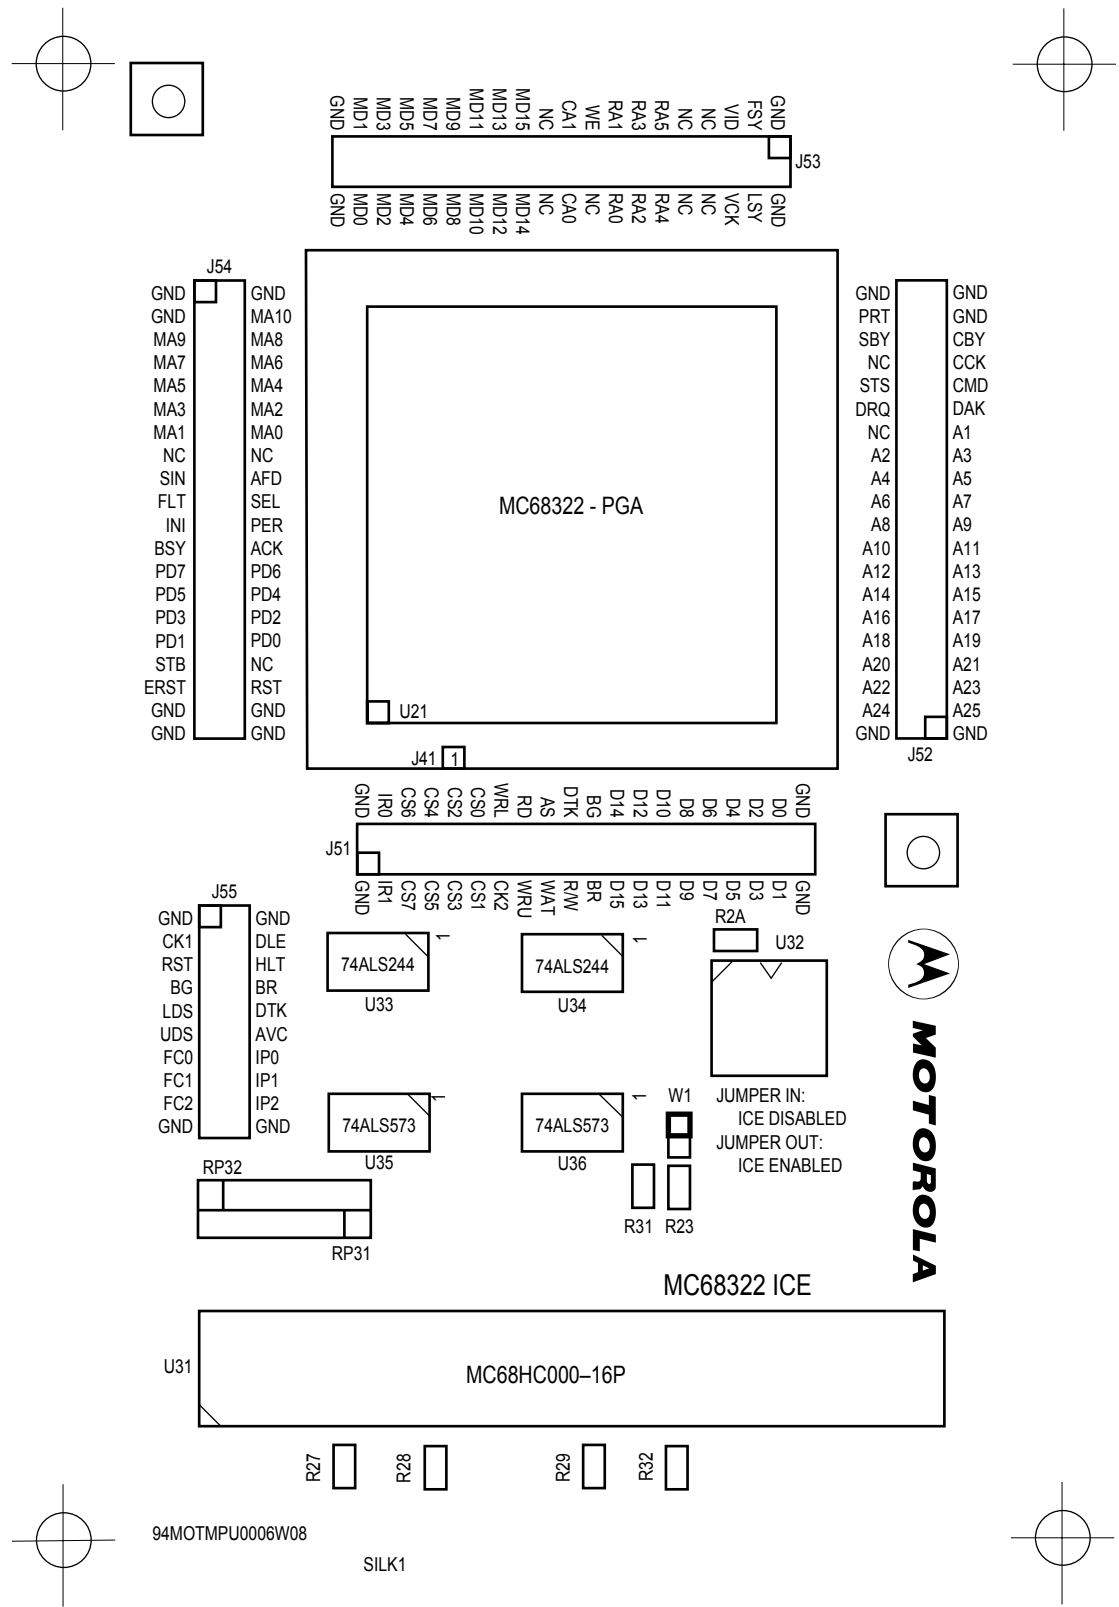 GND MD1 MD3 MD5 MD7 MD9 MD11 MD13 MD15 NC CA1 WE RA1 RA3 RA5 NC NC VID FSY GND
J53
GND MD0 MD2 MD4 MD6 MD8 MD10 MD12 MD14 NC CA0 NC RA0 RA2 RA4 NC NC VCK LSY GND
J54
GND GND
GND MA10
MA9 MA8
MA7 MA6
MA5 MA4
MA3 MA2
MA1 MA0
NC NC
SIN AFD
FLT SEL
INI PER
BSY ACK
PD7 PD6
PD5 PD4
PD3 PD2
PD1 PD0
STB NC
ERST RST
GND GND
GND GND
MC68322 - PGA
U21
J41 1
GND GND
PRT GND
SBY CBY
NC CCK
STS CMD
DRQ DAK
NC A1
A2 A3
A4 A5
A6 A7
A8 A9
A10 A11
A12 A13
A14 A15
A16 A17
A18 A19
A20 A21
A22 A23
A24 A25
GND GND
J52
GND IR0 CS6 CS4 CS2 CS0 WRL RD AS DTK BG D14 D12 D10 D8 D6 D4 D2 D0 GND
J51
GND IR1 CS7 CS5 CS3 CS1 CK2 WRU WAT R/W BR D15 D13 D11 D9 D7 D5 D3 D1 GND
J55
GND GND
CK1 DLE
RST HLT
BG BR
LDS DTK
UDS AVC
FC0 IP0
FC1 IP1
FC2 IP2
GND GND
74ALS244 1
U33
74ALS244 1
U34
R2A
U32
74ALS573 1
U35
74ALS573 1
U36
W1
JUMPER IN:
ICE DISABLED
JUMPER OUT:
ICE ENABLED
R31 R23
MOTOROLA
RP32
RP31
MC68322 ICE
U31
MC68HC000–16P
R27 R28 R29 R32
94MOTMPU0006W08
SILK1